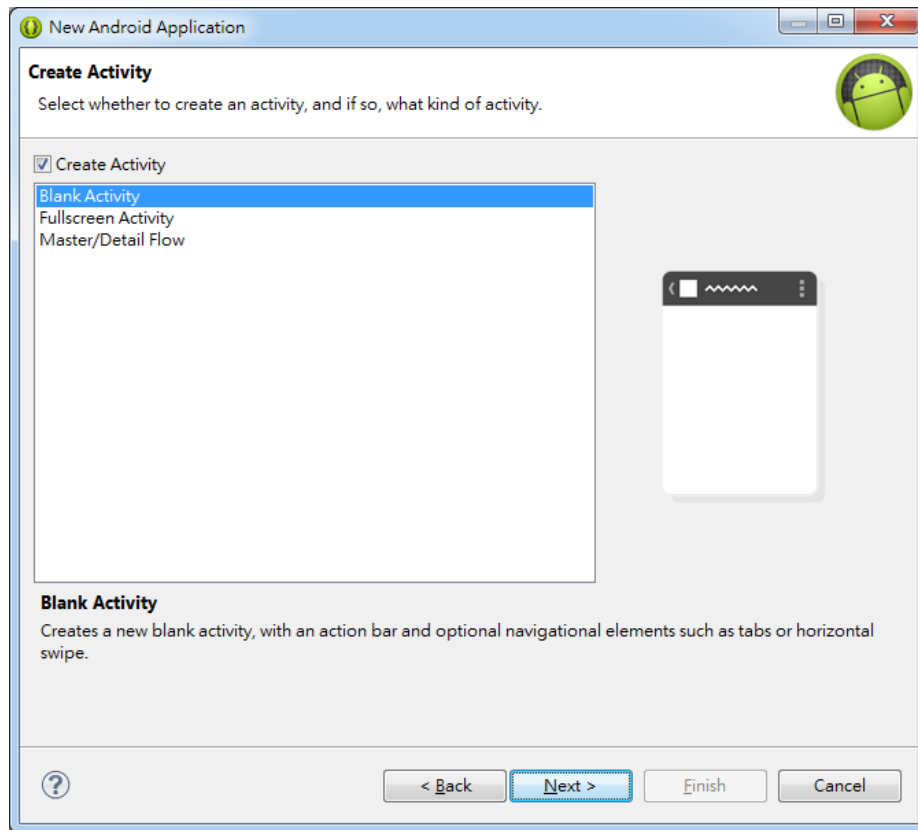 New Android Application
Create Activity
Select whether to create an activity, and if so, what kind of activity.
Create Activity
Blank Activity
Fullscreen Activity
Master/Detail Flow
Blank Activity
Creates a new blank activity, with an action bar and optional navigational elements such as tabs or horizontal
swipe.
< Back Next > Finish Cancel